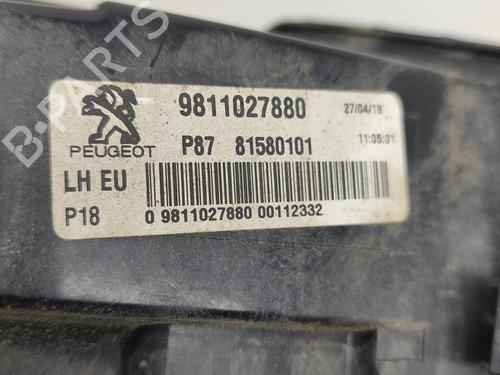 B-PARTS
9811027880
27/04/18
PEUGEOT
P87 81580101
11:05:01
LH EU
P18
0 9811027880 00112332